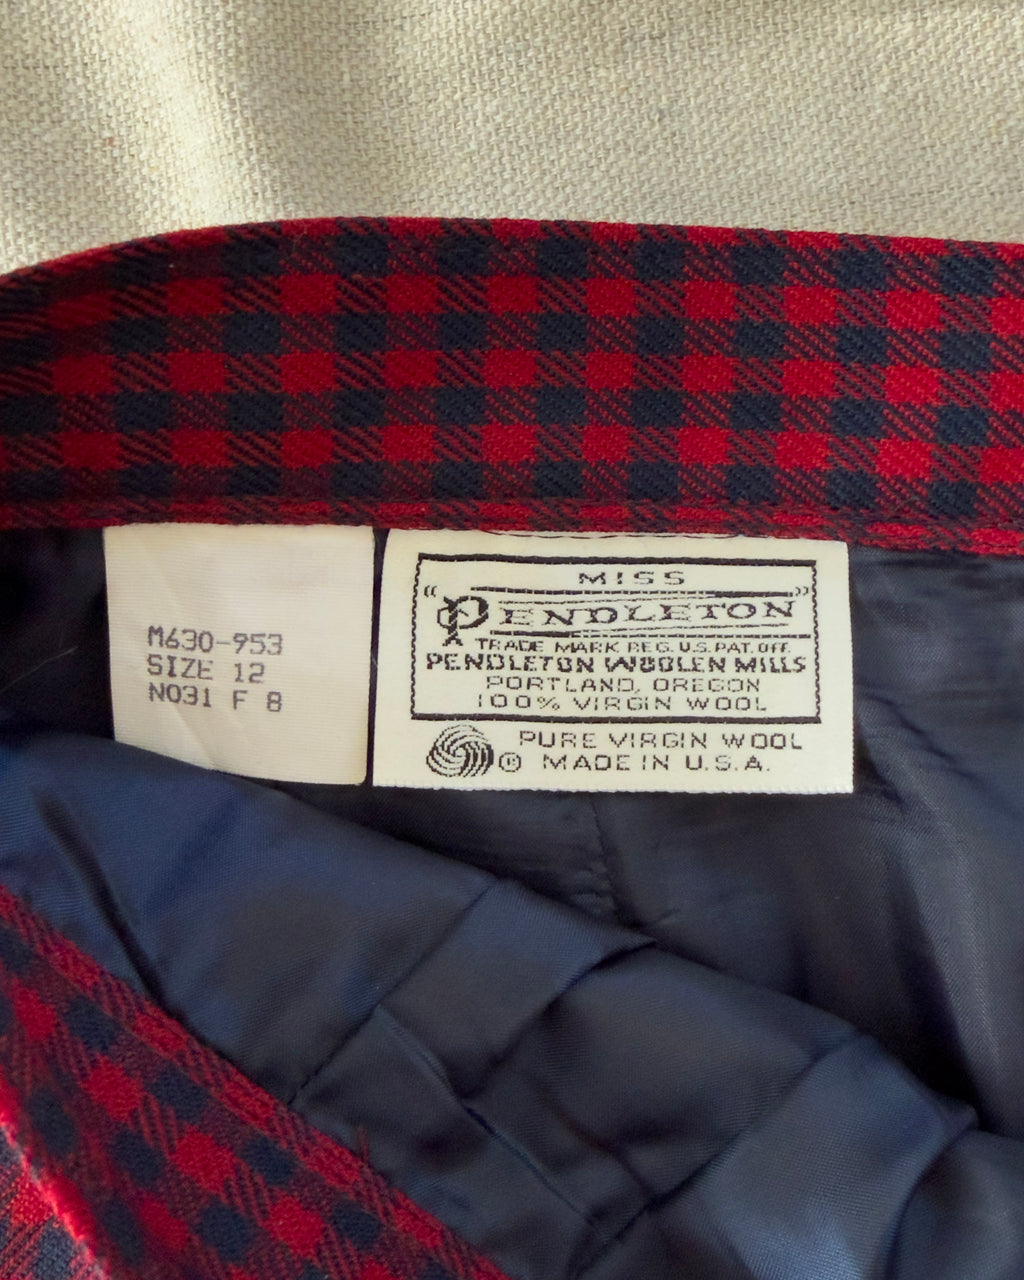 M630-953
SIZE 12
NO31 F 8
MISS
"PENDLETON"
TRADE MARK REG. U.S. PAT. OFF.
PENDLETON WOOLEN MILLS
PORTLAND, OREGON
100% VIRGIN WOOL
PURE VIRGIN WOOL
® MADE IN U.S.A.